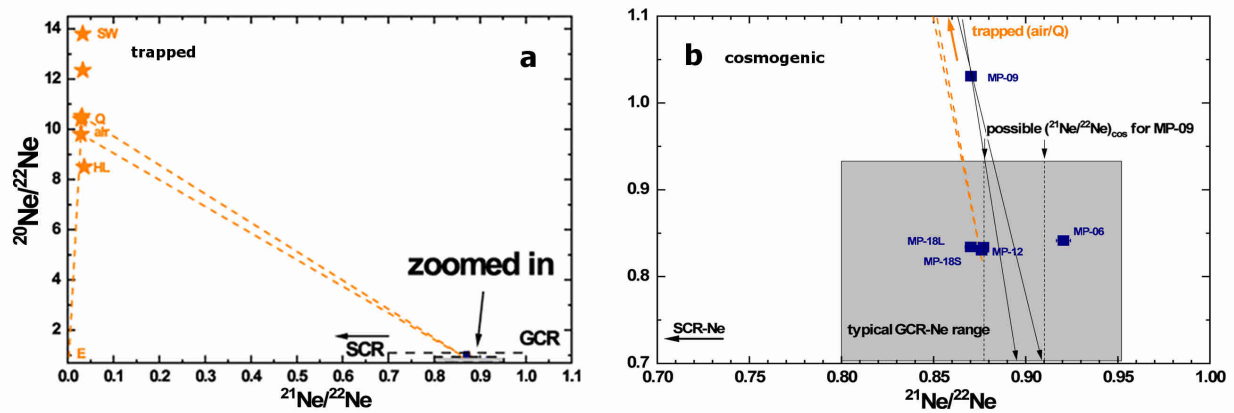 14
12
10
8
6
4
2
20Ne/22Ne
SW
trapped
a
Q
air
HL
E
zoomed in
SCR
GCR
0.0 0.1 0.2 0.3 0.4 0.5 0.6 0.7 0.8 0.9 1.0 1.1
21Ne/22Ne
1.1
1.0
0.9
0.8
0.7
20Ne/22Ne
b
cosmogenic
trapped (air/Q)
MP-09
possible (21Ne/22Ne)cos for MP-09
MP-06
MP-18L
MP-12
MP-18S
typical GCR-Ne range
SCR-Ne
0.70 0.75 0.80 0.85 0.90 0.95 1.00
21Ne/22Ne